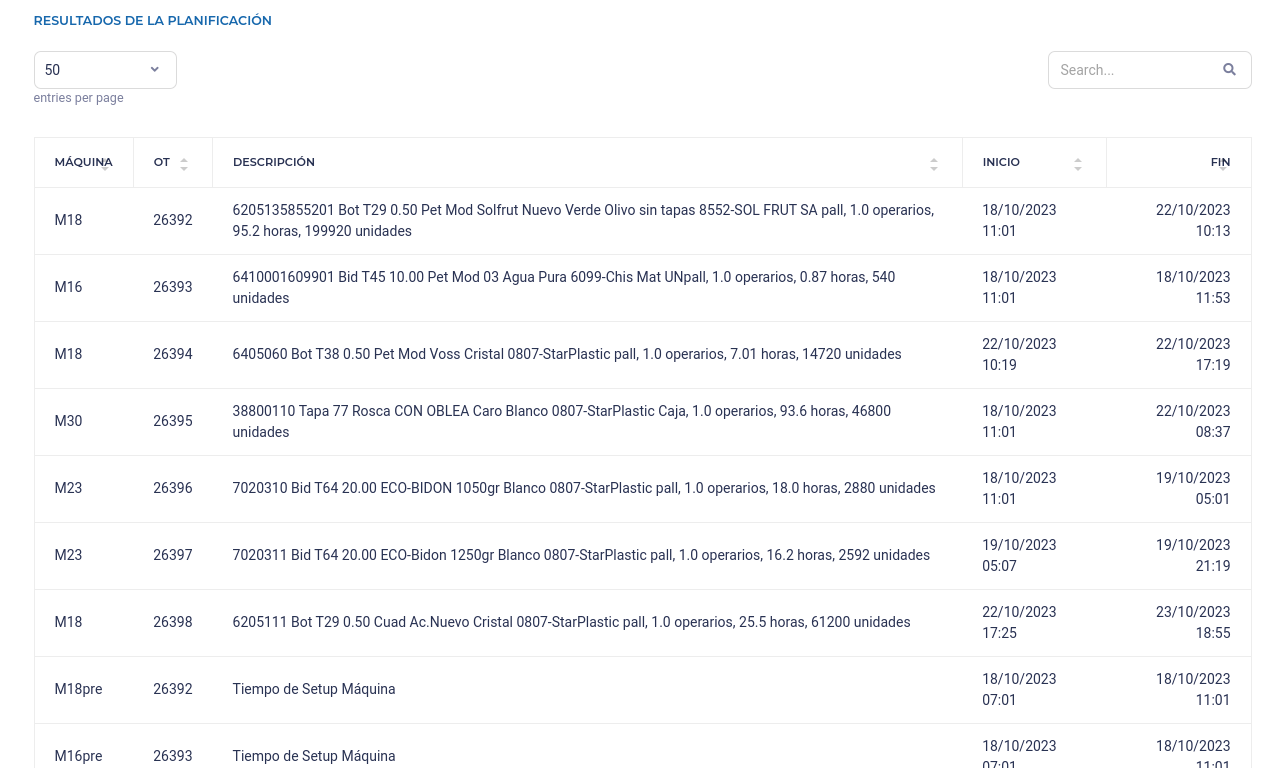 RESULTADOS DE LA PLANIFICACIÓN
50
Search...
entries per page
MÁQUINA OT DESCRIPCIÓN INICIO FIN
M18 26392 6205135855201 Bot T29 0.50 Pet Mod Solfrut Nuevo Verde Olivo sin tapas 8552-SOL FRUT SA pall, 1.0 operarios, 18/10/2023 22/10/2023
95.2 horas, 199920 unidades 11:01 10:13
M16 26393 6410001609901 Bid T45 10.00 Pet Mod 03 Agua Pura 6099-Chis Mat UNpall, 1.0 operarios, 0.87 horas, 540 18/10/2023 18/10/2023
unidades 11:01 11:53
M18 26394 6405060 Bot T38 0.50 Pet Mod Voss Cristal 0807-StarPlastic pall, 1.0 operarios, 7.01 horas, 14720 unidades 22/10/2023 22/10/2023
10:19 17:19
M30 26395 38800110 Tapa 77 Rosca CON OBLEA Caro Blanco 0807-StarPlastic Caja, 1.0 operarios, 93.6 horas, 46800 18/10/2023 22/10/2023
unidades 11:01 08:37
M23 26396 7020310 Bid T64 20.00 ECO-BIDON 1050gr Blanco 0807-StarPlastic pall, 1.0 operarios, 18.0 horas, 2880 unidades 18/10/2023 19/10/2023
11:01 05:01
M23 26397 7020311 Bid T64 20.00 ECO-Bidon 1250gr Blanco 0807-StarPlastic pall, 1.0 operarios, 16.2 horas, 2592 unidades 19/10/2023 19/10/2023
05:07 21:19
M18 26398 6205111 Bot T29 0.50 Cuad Ac.Nuevo Cristal 0807-StarPlastic pall, 1.0 operarios, 25.5 horas, 61200 unidades 22/10/2023 23/10/2023
17:25 18:55
M18pre 26392 Tiempo de Setup Máquina 18/10/2023 18/10/2023
07:01 11:01
M16pre 26393 Tiempo de Setup Máquina 18/10/2023 18/10/2023
07:01 11:01